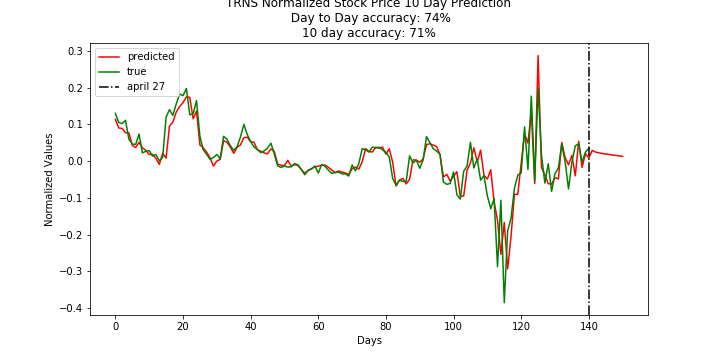 TRNS Normalized Stock Price 10 Day Prediction
Day to Day accuracy: 74%
10 day accuracy: 71%
predicted
true
april 27
Normalized Values
0.3
0.2
0.1
0.0
−0.1
−0.2
−0.3
−0.4
0 20 40 60 80 100 120 140
Days